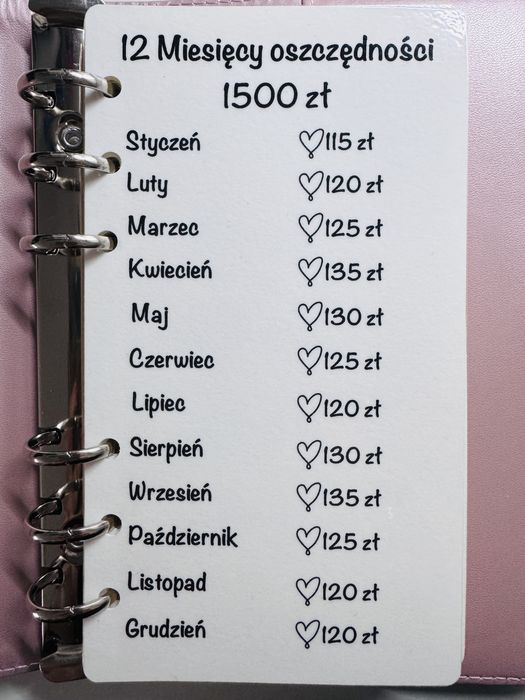 12 Miesięcy oszczędności
1500 zł
Styczeń 115 zł
Luty 120 zł
Marzec 125 zł
Kwiecień 135 zł
Maj 130 zł
Czerwiec 125 zł
Lipiec 120 zł
Sierpień 130 zł
Wrzesień 135 zł
Październik 125 zł
Listopad 120 zł
Grudzień 120 zł